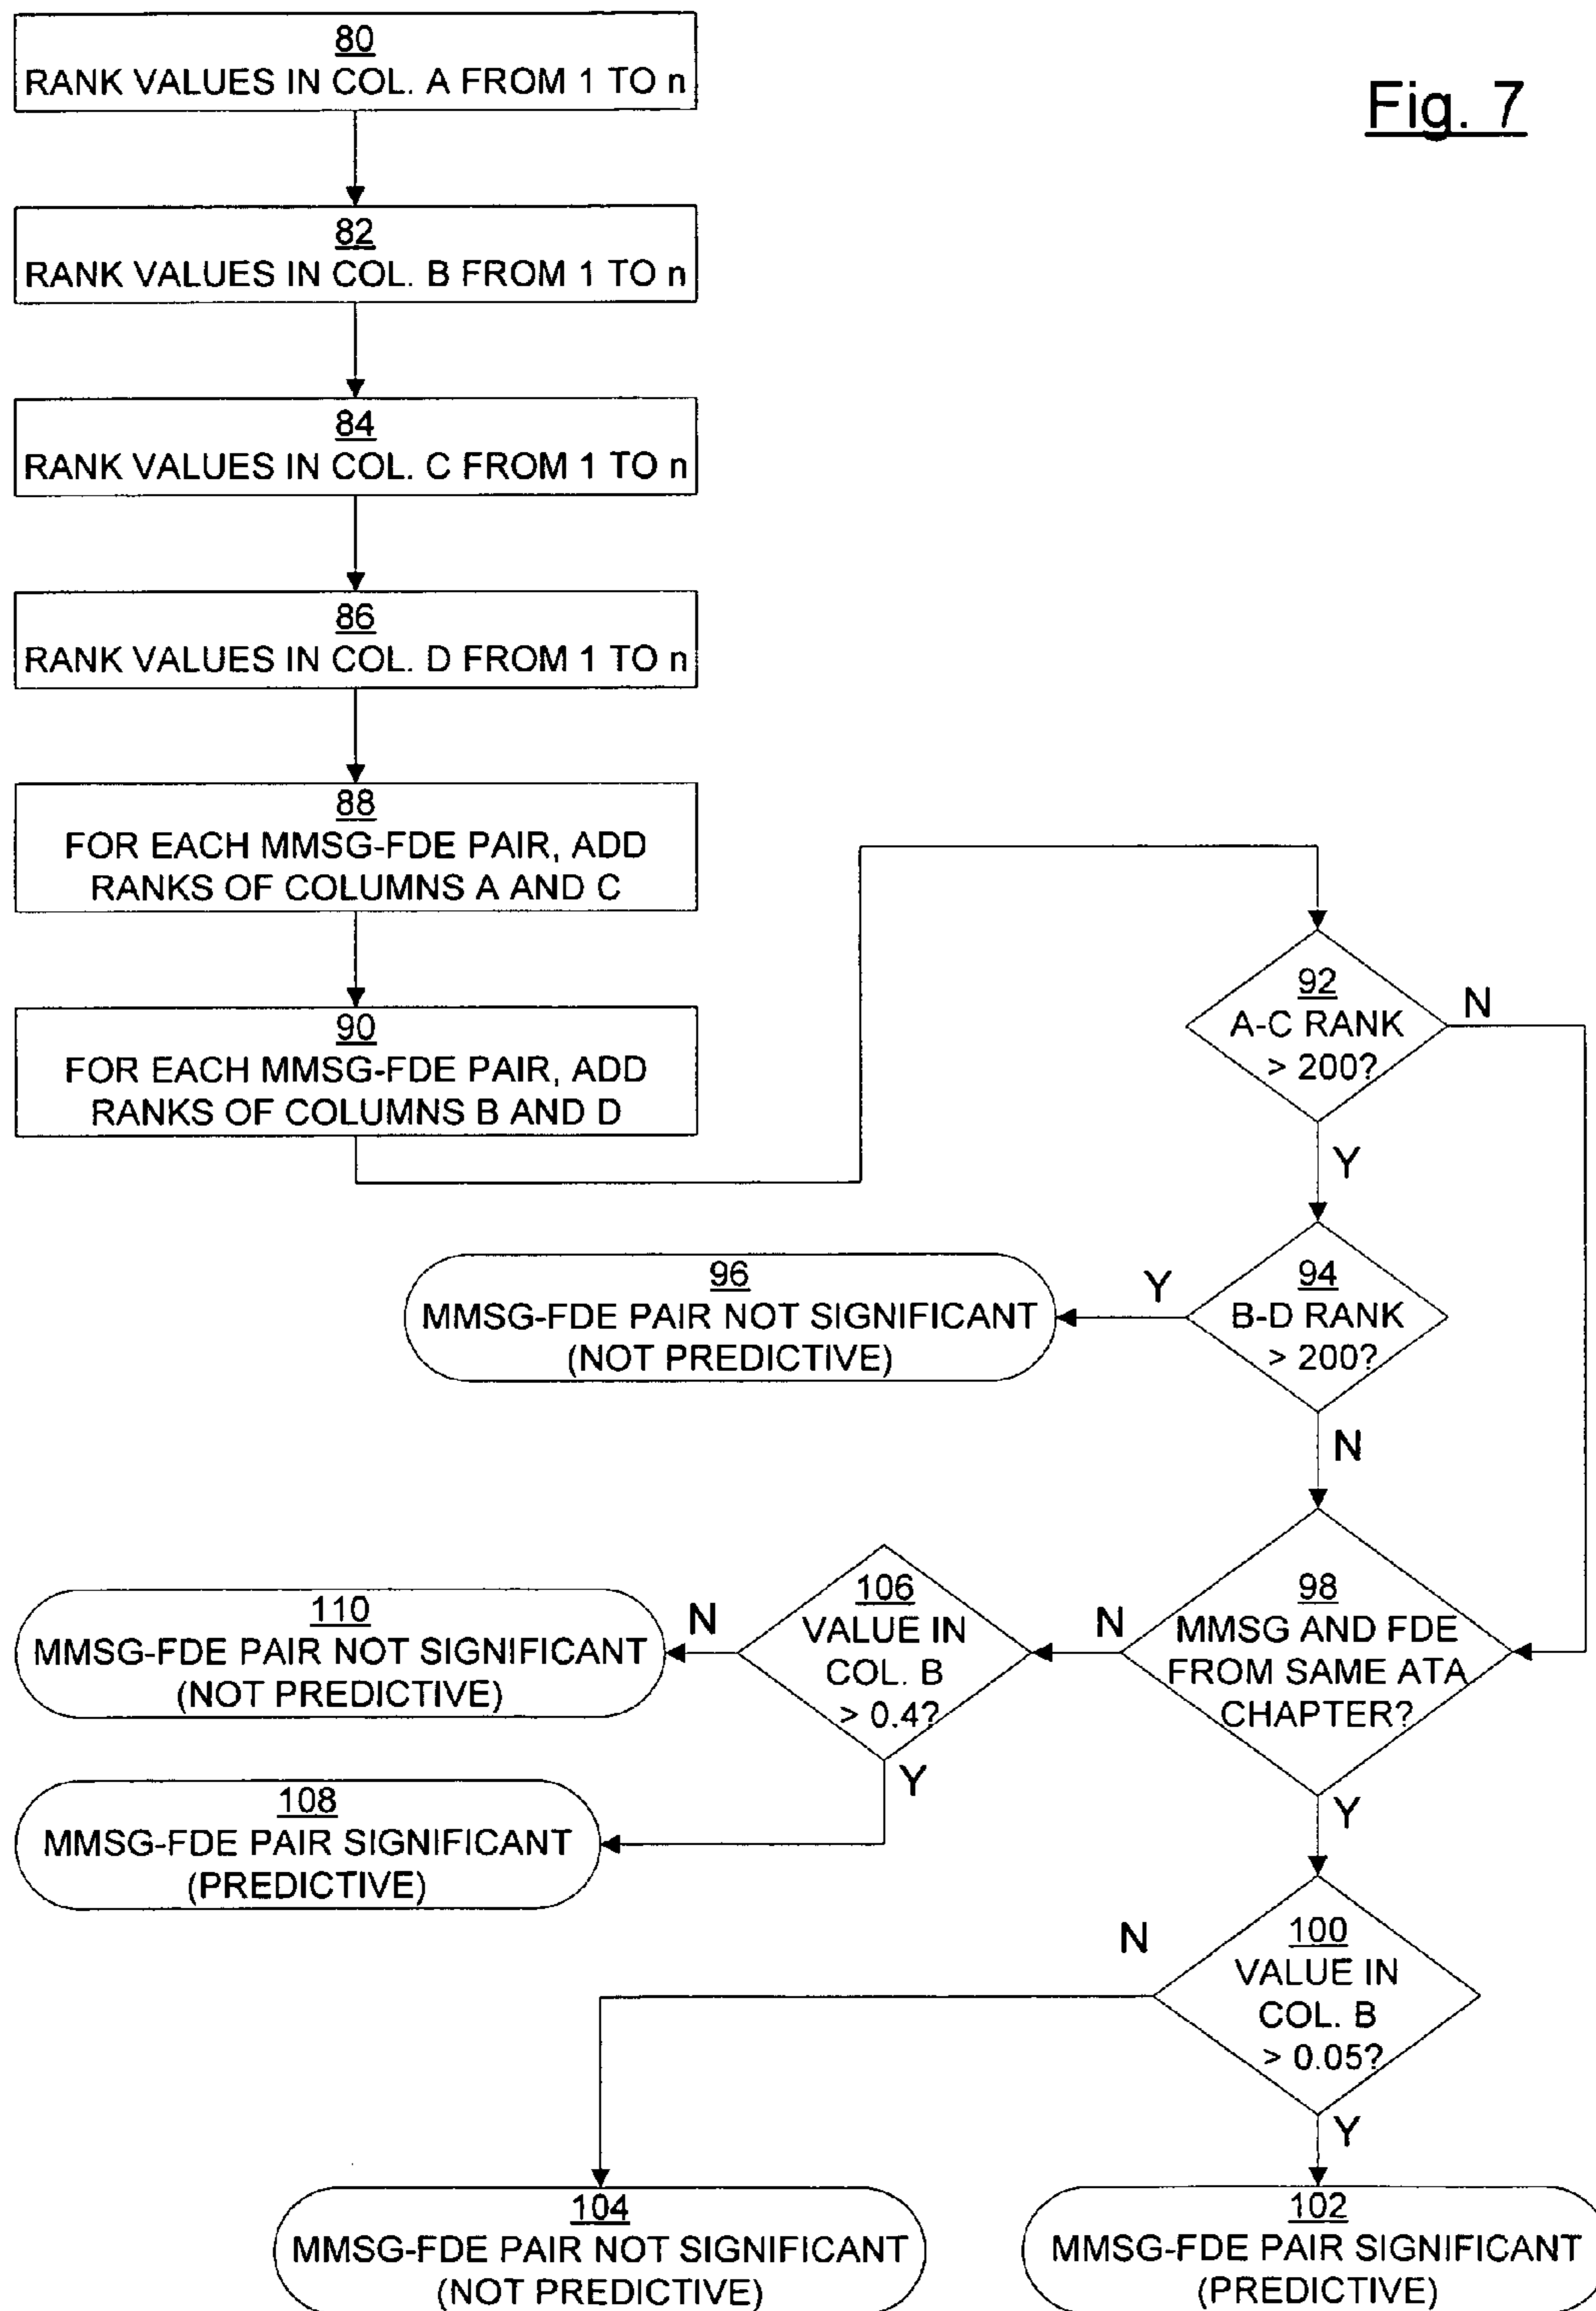 Fig. 7
80
RANK VALUES IN COL. A FROM 1 TO n
82
RANK VALUES IN COL. B FROM 1 TO n
84
RANK VALUES IN COL. C FROM 1 TO n
86
RANK VALUES IN COL. D FROM 1 TO n
88
FOR EACH MMSG-FDE PAIR, ADD
RANKS OF COLUMNS A AND C
90
FOR EACH MMSG-FDE PAIR, ADD
RANKS OF COLUMNS B AND D
92
A-C RANK
> 200?
N
Y
94
B-D RANK
> 200?
Y
N
96
MMSG-FDE PAIR NOT SIGNIFICANT
(NOT PREDICTIVE)
98
MMSG AND FDE
FROM SAME ATA
CHAPTER?
N
Y
106
VALUE IN
COL. B
> 0.4?
N
Y
110
MMSG-FDE PAIR NOT SIGNIFICANT
(NOT PREDICTIVE)
108
MMSG-FDE PAIR SIGNIFICANT
(PREDICTIVE)
100
VALUE IN
COL. B
> 0.05?
N
Y
104
MMSG-FDE PAIR NOT SIGNIFICANT
(NOT PREDICTIVE)
102
MMSG-FDE PAIR SIGNIFICANT
(PREDICTIVE)